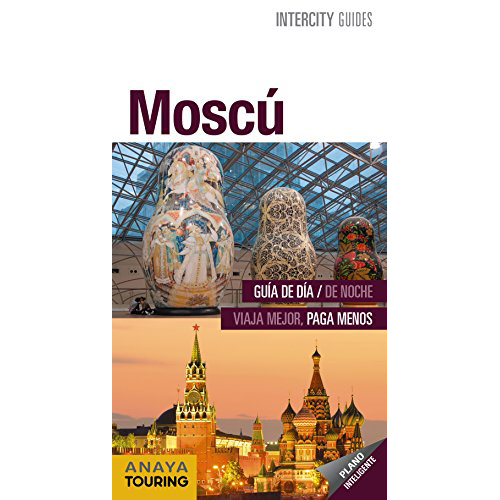 INTERCITY GUIDES
Moscú
GUÍA DE DÍA / DE NOCHE
VIAJA MEJOR, PAGA MENOS
PLANO
INTELIGENTE
ANAYA
TOURING